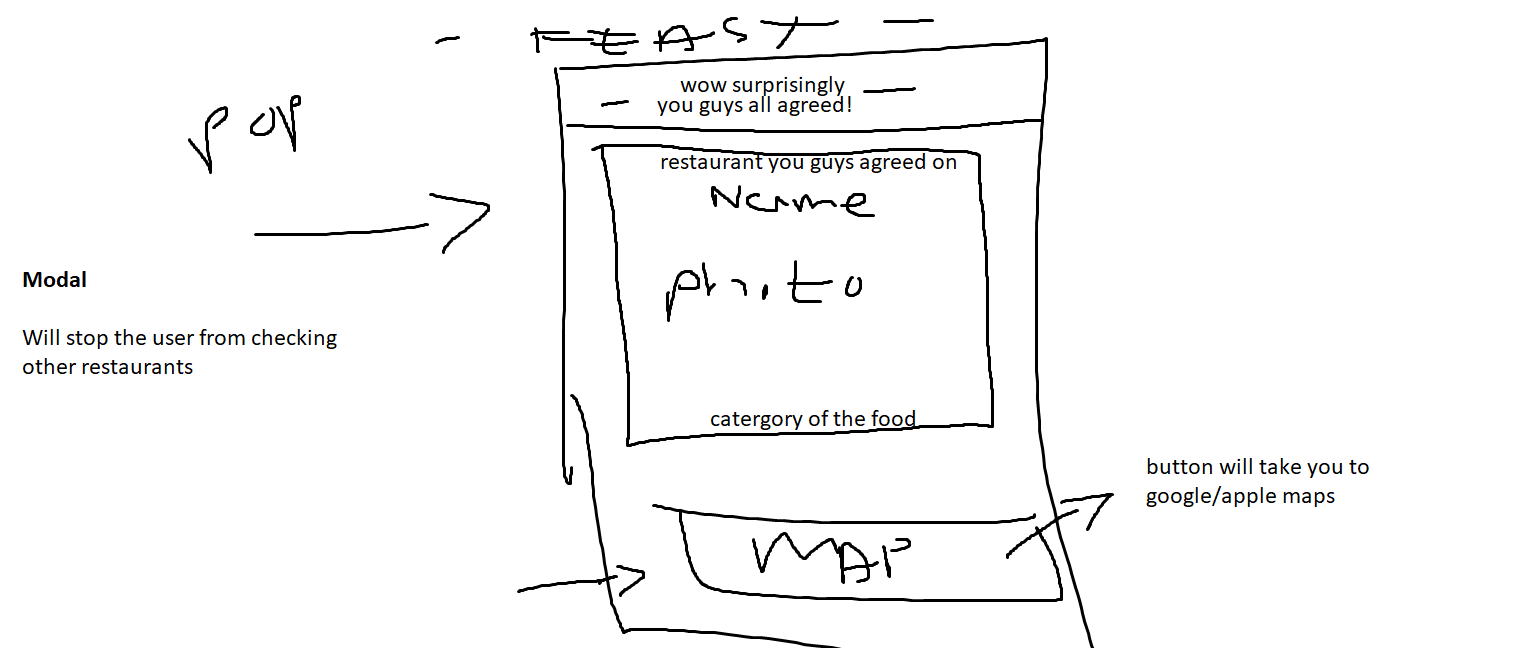 - FEAST -
wow surprisingly
you guys all agreed!
POP
restaurant you guys agreed on
Name
Modal
photo
Will stop the user from checking
other restaurants
catergory of the food
button will take you to
google/apple maps
MAP